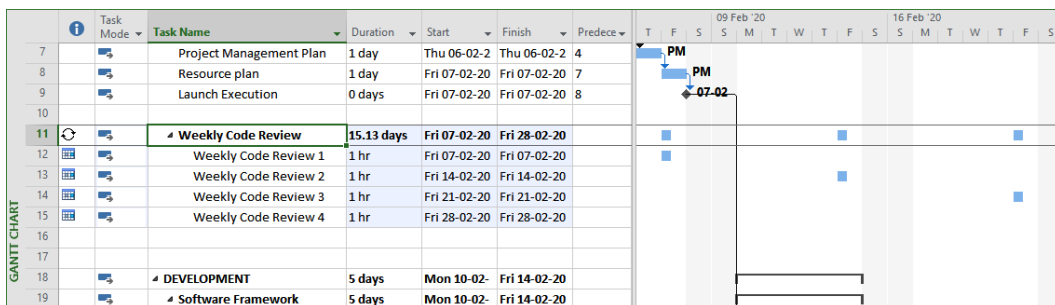 Task Mode Task Name Duration Start Finish Predece 09 Feb '20 16 Feb '20
T F S S M T W T F S S M T W T F S
7 Project Management Plan 1 day Thu 06-02-2 Thu 06-02-2 4 PM
8 Resource plan 1 day Fri 07-02-20 Fri 07-02-20 7 PM
9 Launch Execution 0 days Fri 07-02-20 Fri 07-02-20 8 07-02
10
11 Weekly Code Review 15.13 days Fri 07-02-20 Fri 28-02-20
12 Weekly Code Review 1 1 hr Fri 07-02-20 Fri 07-02-20
13 Weekly Code Review 2 1 hr Fri 14-02-20 Fri 14-02-20
14 Weekly Code Review 3 1 hr Fri 21-02-20 Fri 21-02-20
15 Weekly Code Review 4 1 hr Fri 28-02-20 Fri 28-02-20
16
17
18 DEVELOPMENT 5 days Mon 10-02- Fri 14-02-20
19 Software Framework 5 days Mon 10-02- Fri 14-02-20
GANTT CHART